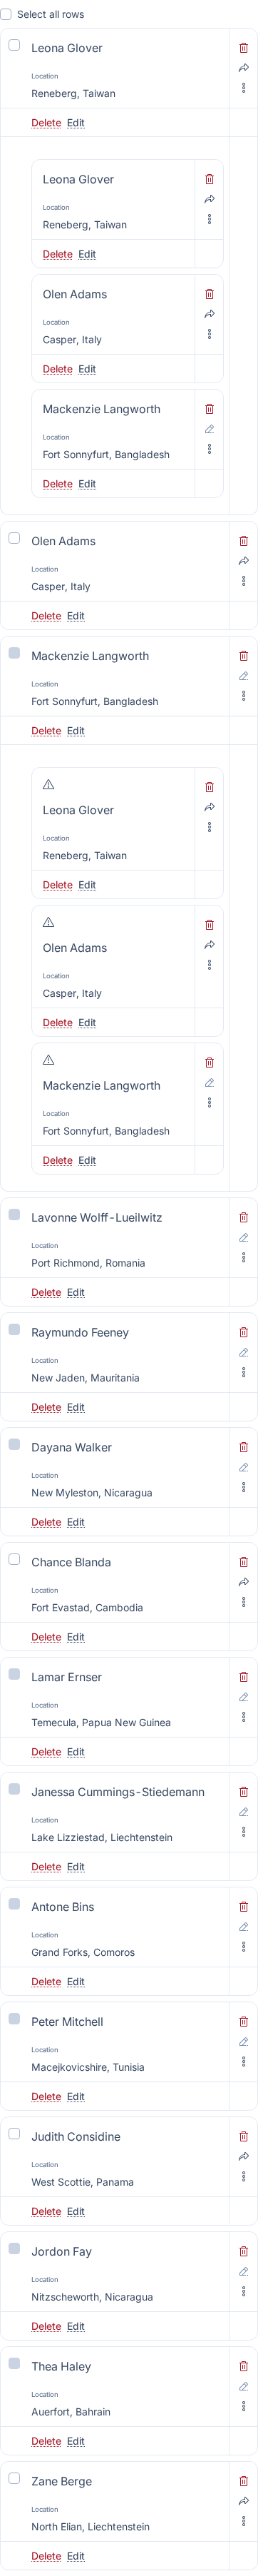 Select all rows
Leona Glover
Location
Reneberg, Taiwan
Delete Edit
Leona Glover
Location
Reneberg, Taiwan
Delete Edit
Olen Adams
Location
Casper, Italy
Delete Edit
Mackenzie Langworth
Location
Fort Sonnyfurt, Bangladesh
Delete Edit
Olen Adams
Location
Casper, Italy
Delete Edit
Mackenzie Langworth
Location
Fort Sonnyfurt, Bangladesh
Delete Edit
Leona Glover
Location
Reneberg, Taiwan
Delete Edit
Olen Adams
Location
Casper, Italy
Delete Edit
Mackenzie Langworth
Location
Fort Sonnyfurt, Bangladesh
Delete Edit
Lavonne Wolff-Lueilwitz
Location
Port Richmond, Romania
Delete Edit
Raymundo Feeney
Location
New Jaden, Mauritania
Delete Edit
Dayana Walker
Location
New Myleston, Nicaragua
Delete Edit
Chance Blanda
Location
Fort Evastad, Cambodia
Delete Edit
Lamar Ernser
Location
Temecula, Papua New Guinea
Delete Edit
Janessa Cummings-Stiedemann
Location
Lake Lizziestad, Liechtenstein
Delete Edit
Antone Bins
Location
Grand Forks, Comoros
Delete Edit
Peter Mitchell
Location
Macejkovicshire, Tunisia
Delete Edit
Judith Considine
Location
West Scottie, Panama
Delete Edit
Jordon Fay
Location
Nitzscheworth, Nicaragua
Delete Edit
Thea Haley
Location
Auerfort, Bahrain
Delete Edit
Zane Berge
Location
North Elian, Liechtenstein
Delete Edit